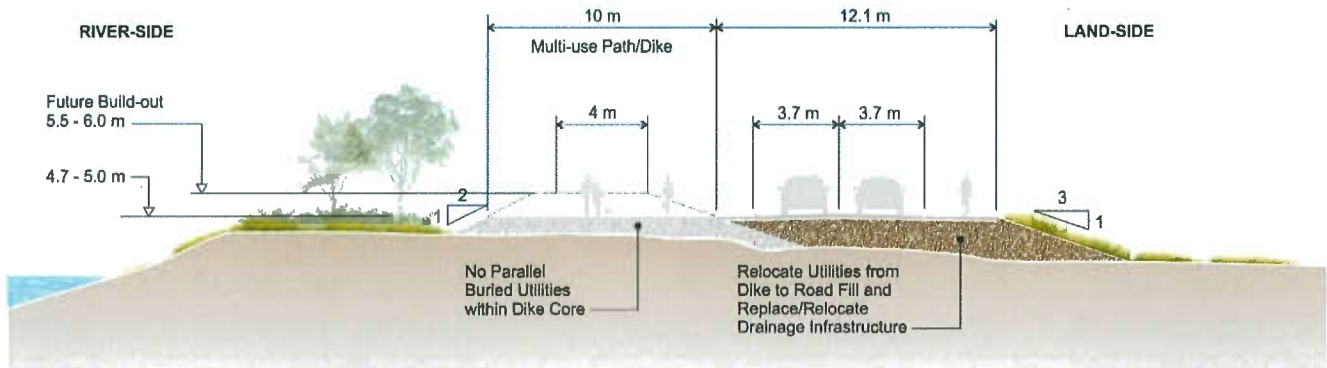 RIVER-SIDE
10 m
12.1 m
LAND-SIDE
Multi-use Path/Dike
Future Build-out
5.5 - 6.0 m
4 m
3.7 m
3.7 m
4.7 - 5.0 m
2
1
3
1
No Parallel
Buried Utilities
within Dike Core
Relocate Utilities from
Dike to Road Fill and
Replace/Relocate
Drainage Infrastructure